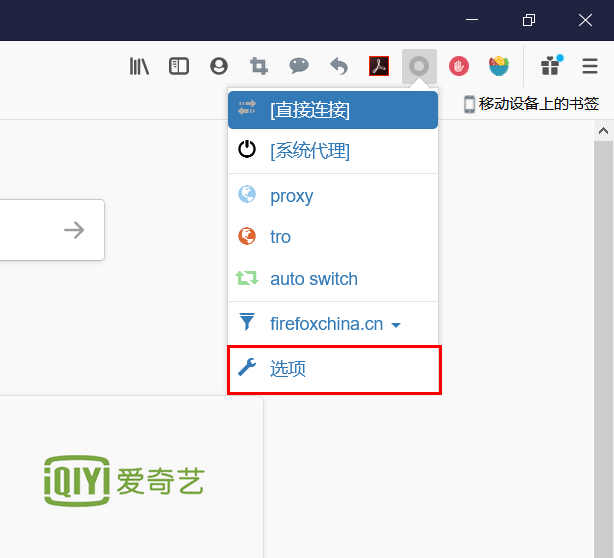 移动设备上的书签
[直接连接]
[系统代理]
proxy
tro
auto switch
firefoxchina.cn
选项
iQIYI 爱奇艺